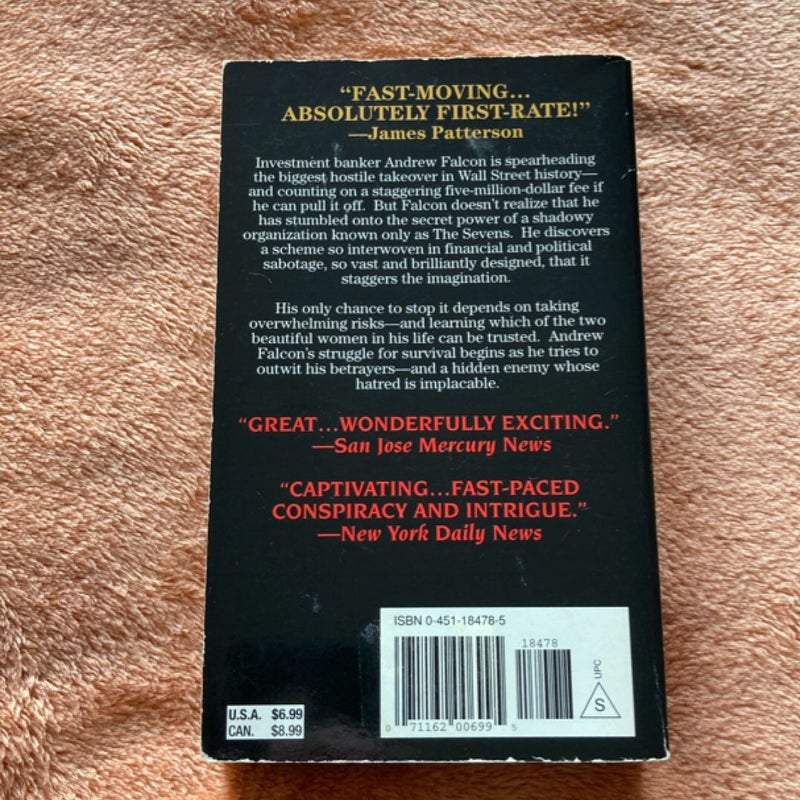 “FAST-MOVING...
ABSOLUTELY FIRST-RATE!”
—James Patterson
Investment banker Andrew Falcon is spearheading
the biggest hostile takeover in Wall Street history—
and counting on a staggering five-million-dollar fee if
he can pull it off. But Falcon doesn't realize that he
has stumbled onto the secret power of a shadowy
organization known only as The Sevens. He discovers
a scheme so interwoven in financial and political
sabotage, so vast and brilliantly designed, that it
staggers the imagination.
His only chance to stop it depends on taking
overwhelming risks—and learning which of the two
beautiful women in his life can be trusted. Andrew
Falcon's struggle for survival begins as he tries to
outwit his betrayers—and a hidden enemy whose
hatred is implacable.
“GREAT...WONDERFULLY EXCITING.”
—San Jose Mercury News
“CAPTIVATING...FAST-PACED
CONSPIRACY AND INTRIGUE.”
—New York Daily News
ISBN 0-451-18478-5
18478
0 71162 00699 5
UPC
S
U.S.A. $6.99
CAN. $8.99